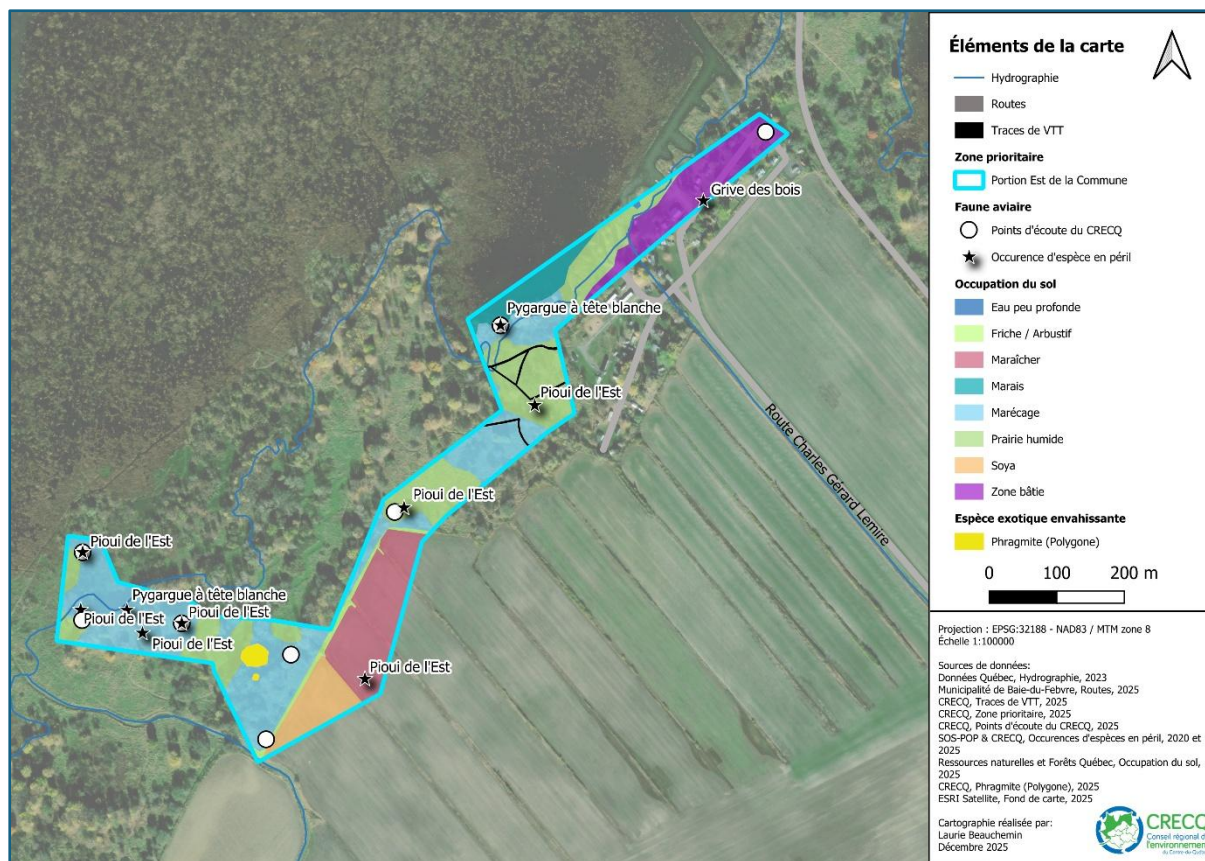 Grive des bois
Pygargue à tête blanche
Pioui de l'Est
Pioui de l'Est
Pioui de l'Est
Pygargue à tête blanche
Pioui de l'Est
Pioui de l'Est
Pioui de l'Est
Pioui de l'Est
Route Charles Gérard Lemire
Éléments de la carte
Hydrographie
Routes
Traces de VTT
Zone prioritaire
Portion Est de la Commune
Faune aviaire
Points d'écoute du CRECQ
Occurence d'espèce en péril
Occupation du sol
Eau peu profonde
Friche / Arbustif
Maraîcher
Marais
Marécage
Prairie humide
Soya
Zone bâtie
Espèce exotique envahissante
Phragmite (Polygone)
0 100 200 m
Projection : EPSG:32188 - NAD83 / MTM zone 8
Échelle 1:100000
Sources de données:
Données Québec, Hydrographie, 2023
Municipalité de Baie-du-Febvre, Routes, 2025
CRECQ, Traces de VTT, 2025
CRECQ, Zone prioritaire, 2025
CRECQ, Points d'écoute du CRECQ, 2025
SOS-POP & CRECQ, Occurences d'espèces en péril, 2020 et
2025
Ressources naturelles et Forêts Québec, Occupation du sol,
2025
CRECQ, Phragmite (Polygone), 2025
ESRI Satellite, Fond de carte, 2025
Cartographie réalisée par:
Laurie Beauchemin
Décembre 2025
CRECQ
Conseil régional de
l'environnement
du Centre-du-Québec